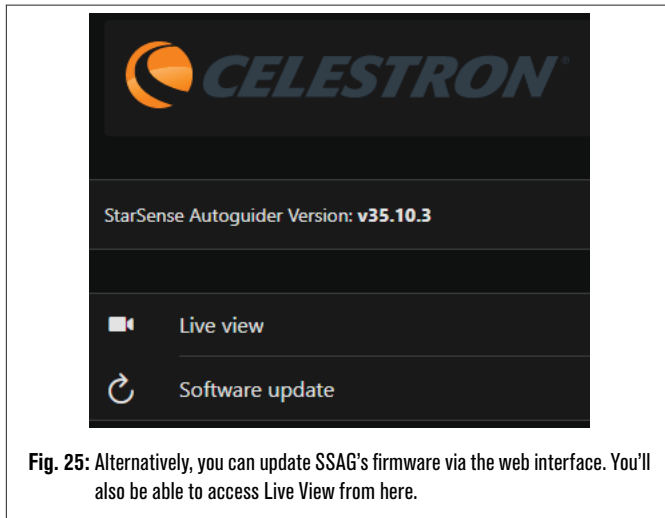 CELESTRON®
StarSense Autoguider Version: v35.10.3
Live view
Software update
Fig. 25: Alternatively, you can update SSAG’s firmware via the web interface. You’ll
also be able to access Live View from here.